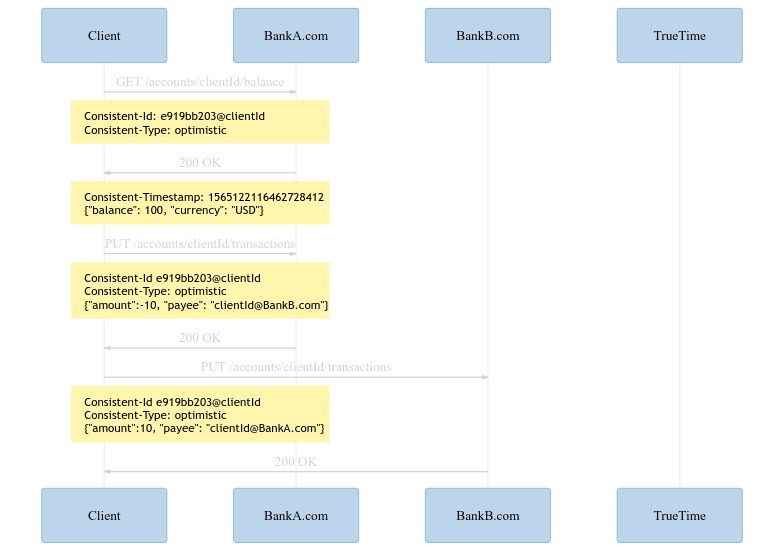 Client
BankA.com
BankB.com
TrueTime
GET /accounts/clientId/balance
Consistent-Id: e919bb203@clientId
Consistent-Type: optimistic
200 OK
Consistent-Timestamp: 1565122116462728412
{"balance": 100, "currency": "USD"}
PUT /accounts/clientId/transactions
Consistent-Id e919bb203@clientId
Consistent-Type: optimistic
{"amount":-10, "payee": "clientId@BankB.com"}
200 OK
PUT /accounts/clientId/transactions
Consistent-Id e919bb203@clientId
Consistent-Type: optimistic
{"amount":10, "payee": "clientId@BankA.com"}
200 OK
Client
BankA.com
BankB.com
TrueTime